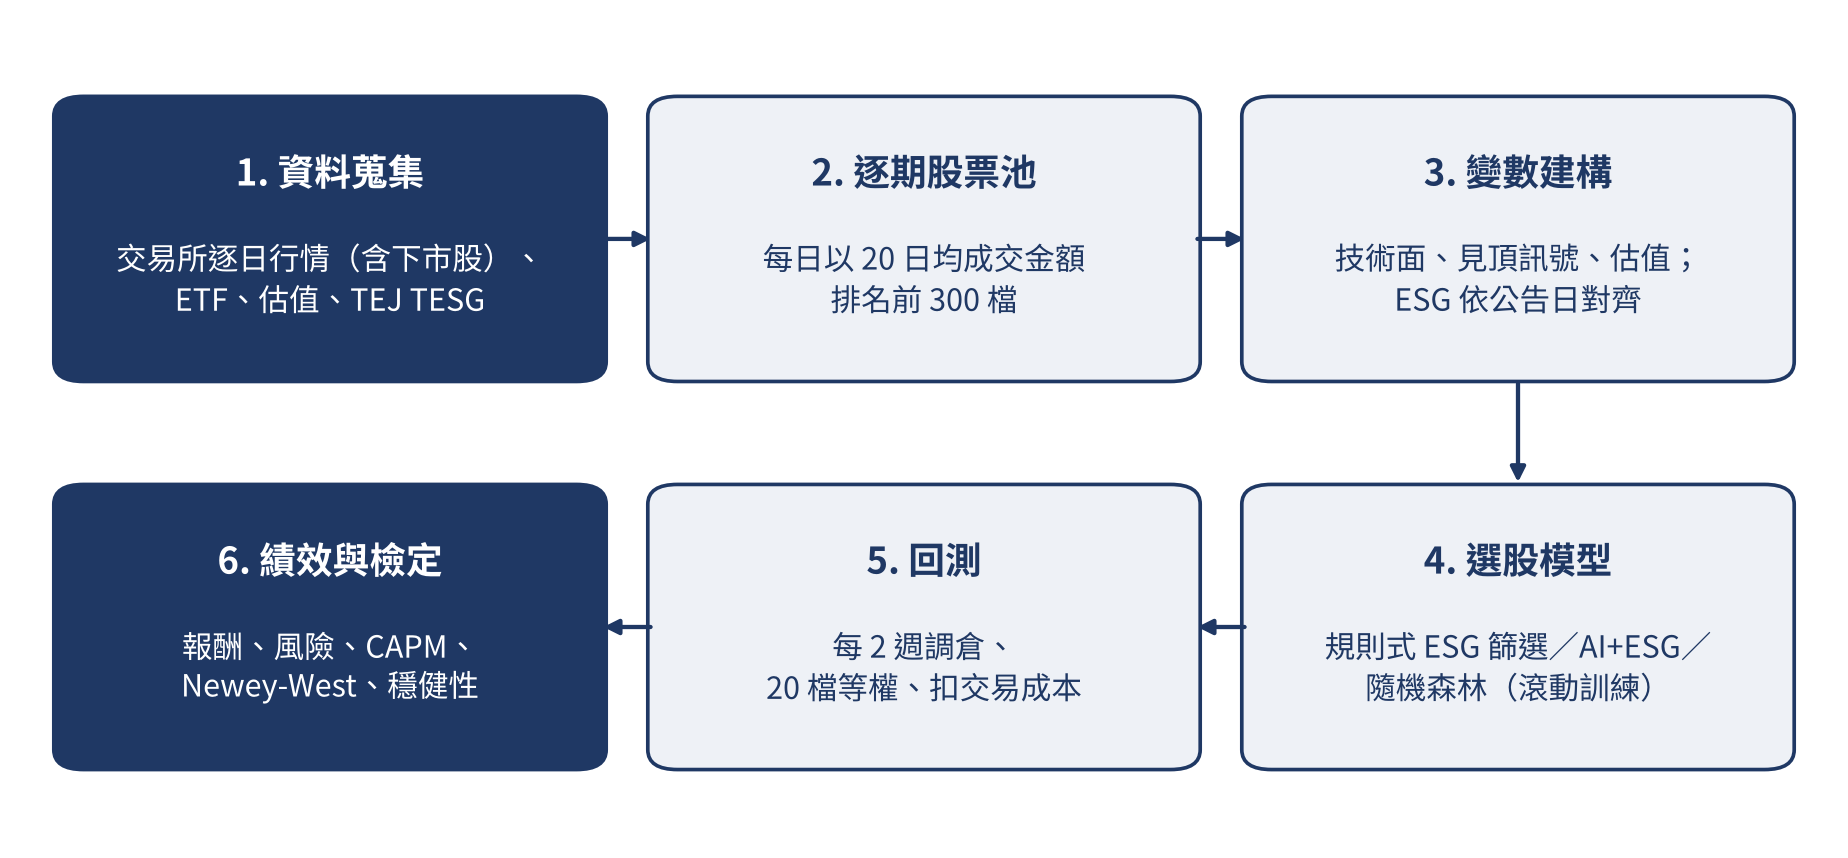 1. 資料蒐集
交易所逐日行情（含下市股）、
ETF、估值、TEJ TESG
2. 逐期股票池
每日以 20 日均成交金額
排名前 300 檔
3. 變數建構
技術面、見頂訊號、估值；
ESG 依公告日對齊
4. 選股模型
規則式 ESG 篩選／AI+ESG／
隨機森林（滾動訓練）
5. 回測
每 2 週調倉、
20 檔等權、扣交易成本
6. 績效與檢定
報酬、風險、CAPM、
Newey-West、穩健性